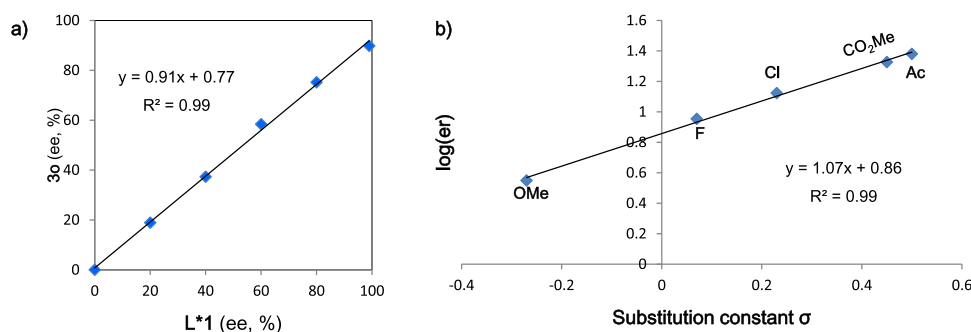 a)
100
80
60
40
20
0
3o (ee, %)
y = 0.91x + 0.77
R² = 0.99
0 20 40 60 80 100
L*1 (ee, %)
b)
1.6
1.4
1.2
1
0.8
0.6
0.4
0.2
0
log(er)
CO₂Me
Ac
Cl
F
OMe
y = 1.07x + 0.86
R² = 0.99
-0.4 -0.2 0 0.2 0.4 0.6
Substitution constant σ